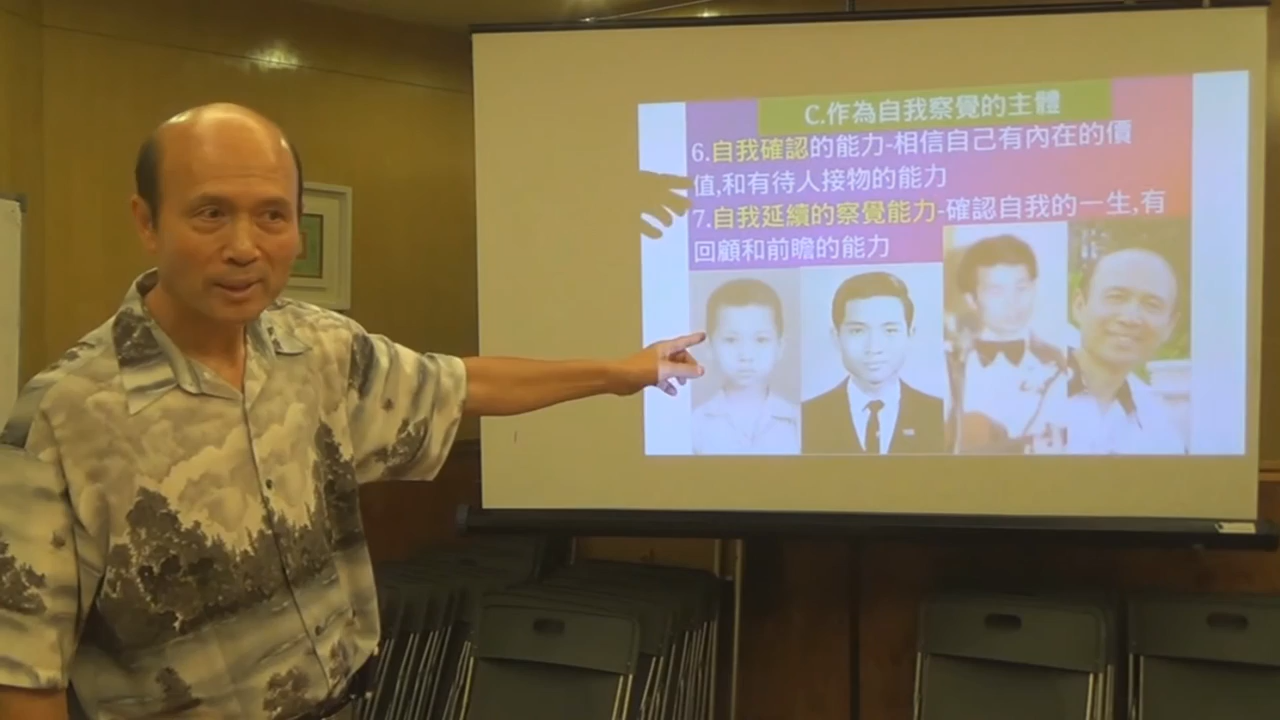 C.作為自我察覺的主體
6.自我確認的能力-相信自己有內在的價
值,和有待人接物的能力
7.自我延續的察覺能力-確認自我的一生,有
回顧和前瞻的能力